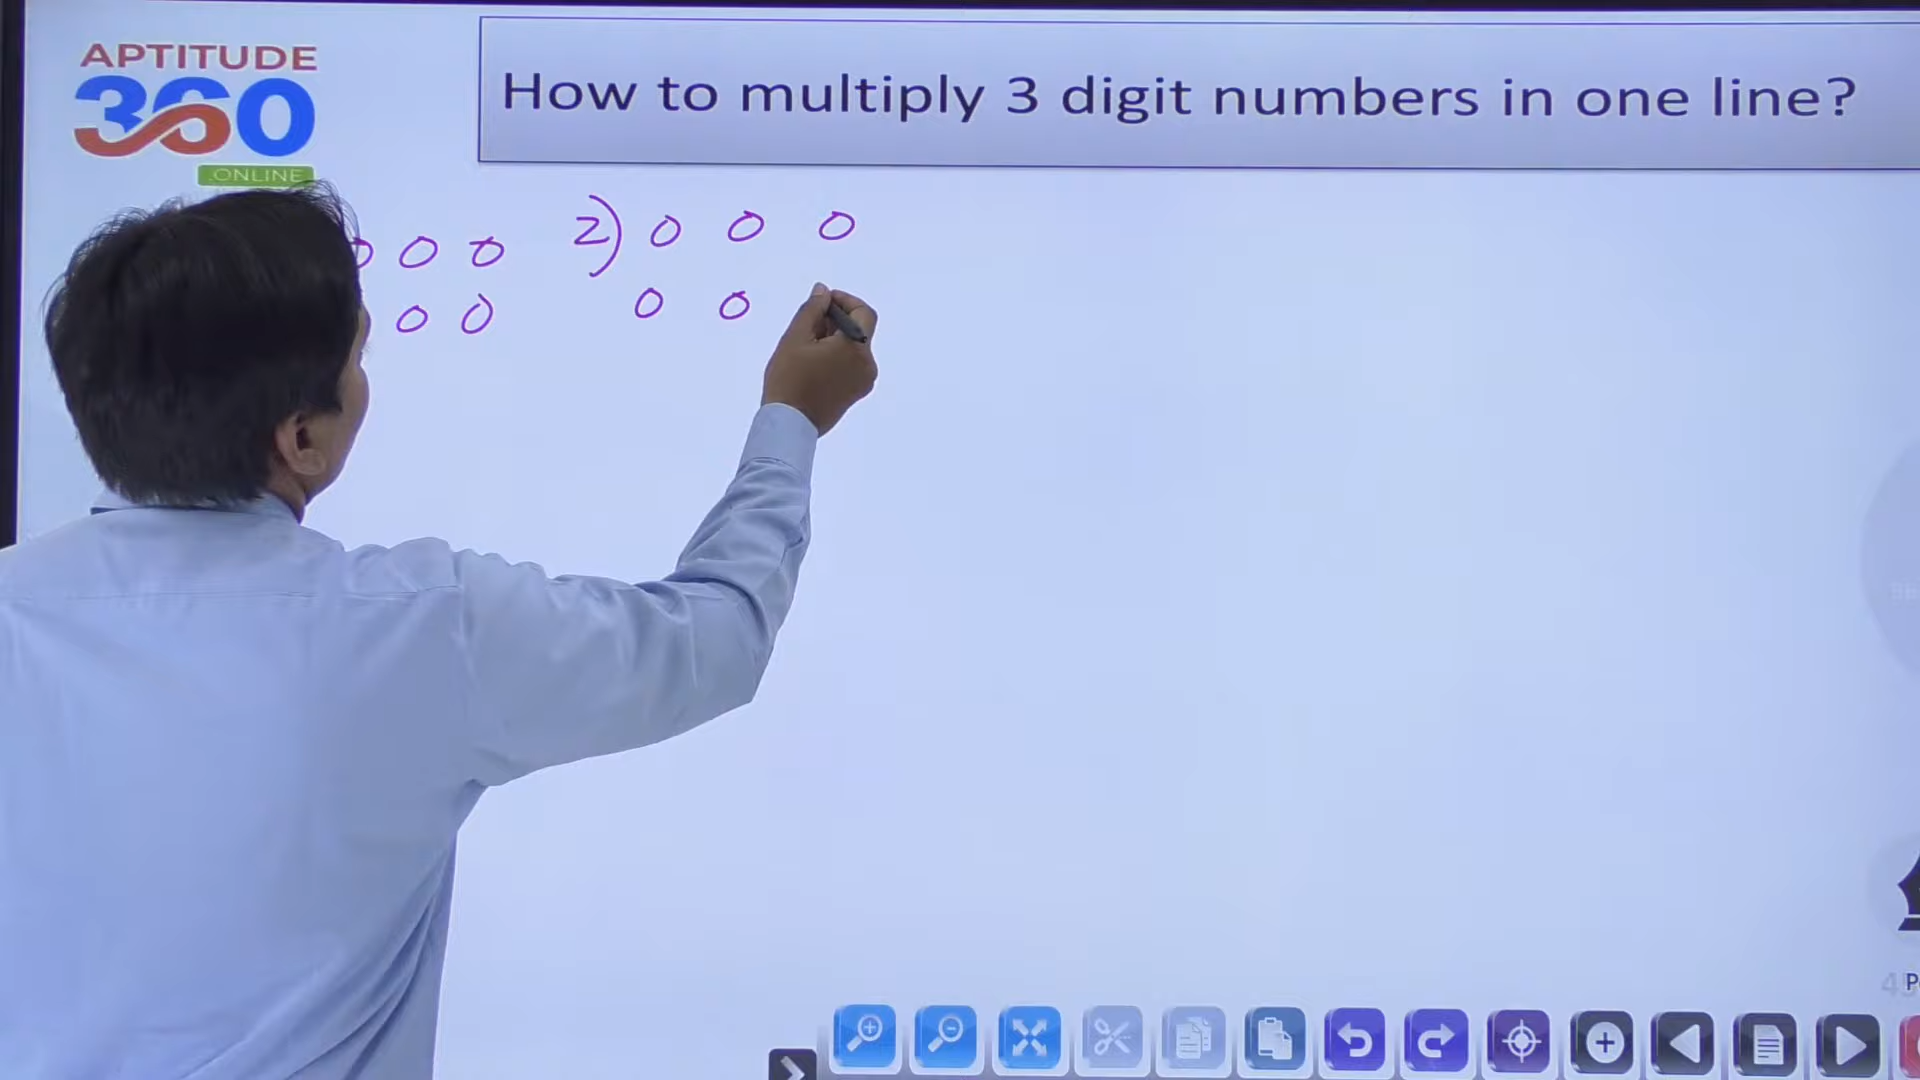 APTITUDE
360
.ONLINE
How to multiply 3 digit numbers in one line?
0 0 2) 0 0 0
0 0 0 0